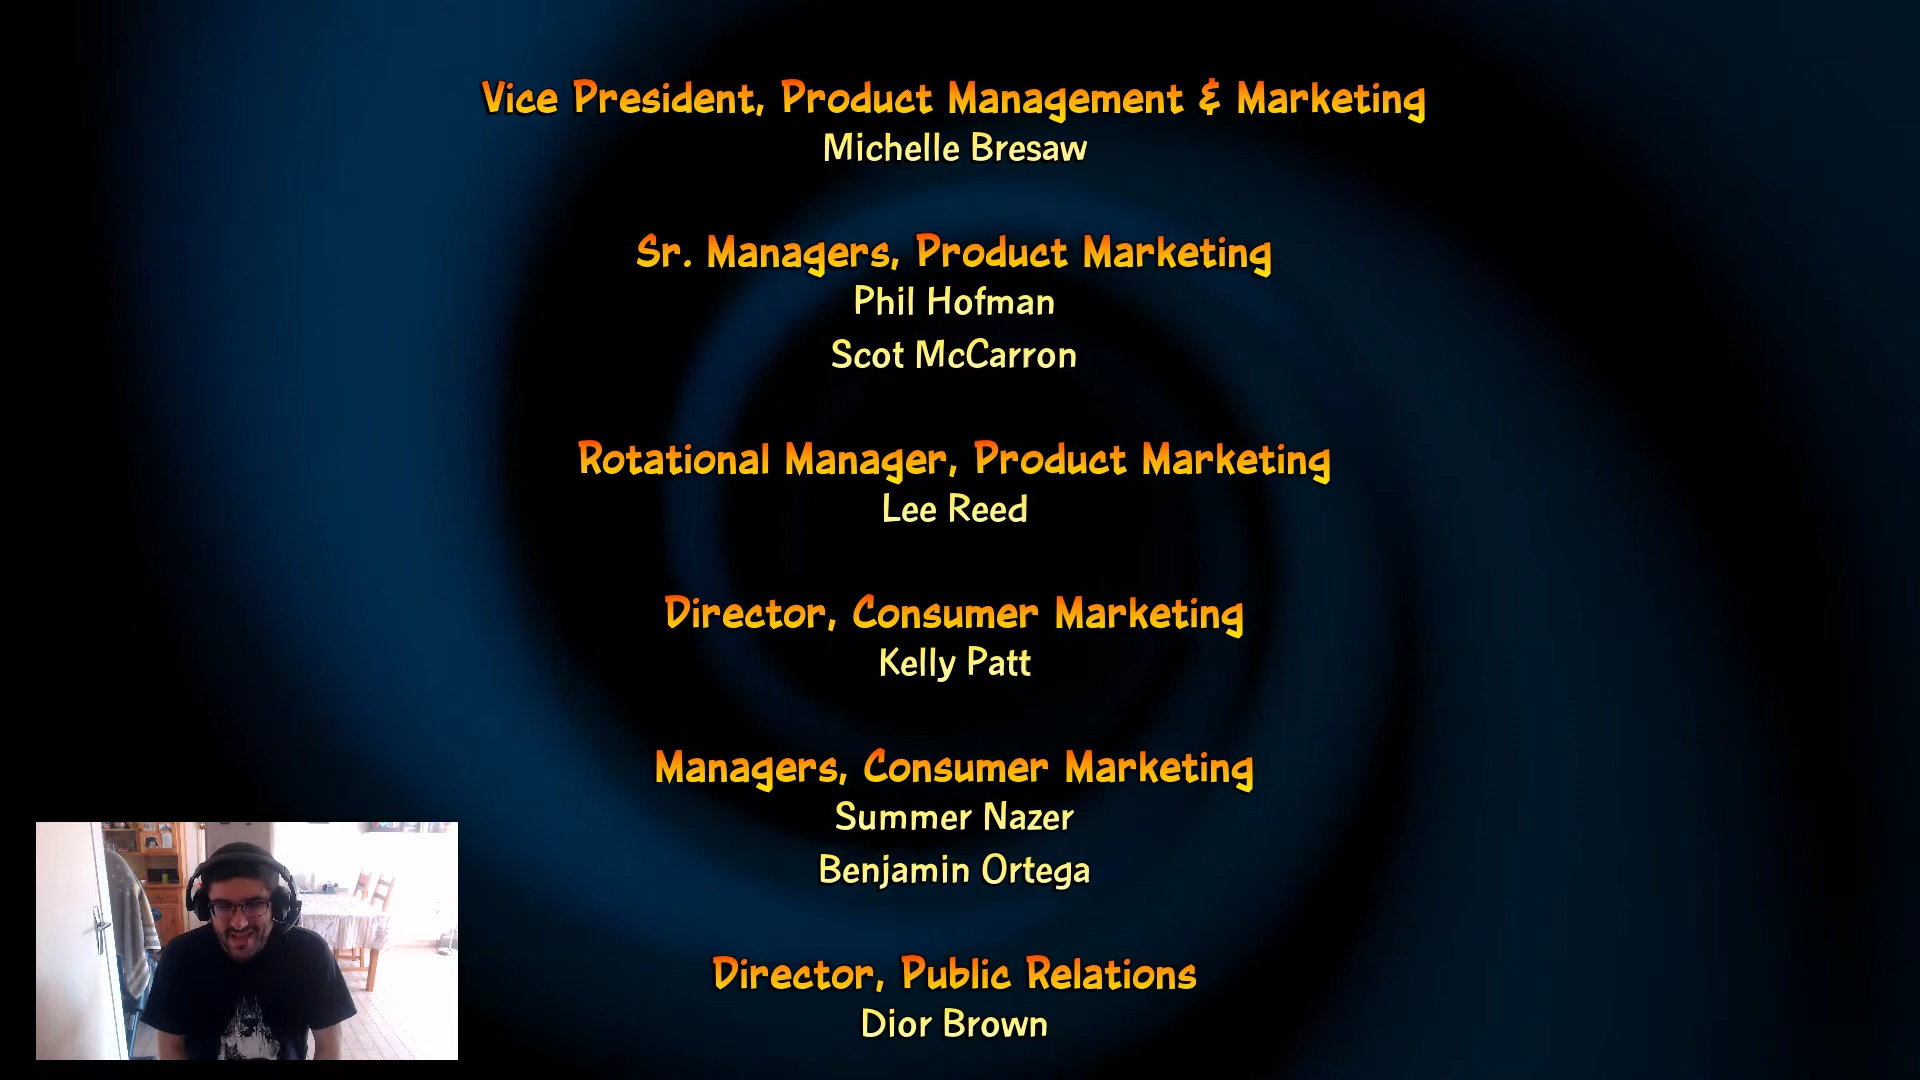 Vice President, Product Management & Marketing
Michelle Bresaw
Sr. Managers, Product Marketing
Phil Hofman
Scot McCarron
Rotational Manager, Product Marketing
Lee Reed
Director, Consumer Marketing
Kelly Patt
Managers, Consumer Marketing
Summer Nazer
Benjamin Ortega
Director, Public Relations
Dior Brown